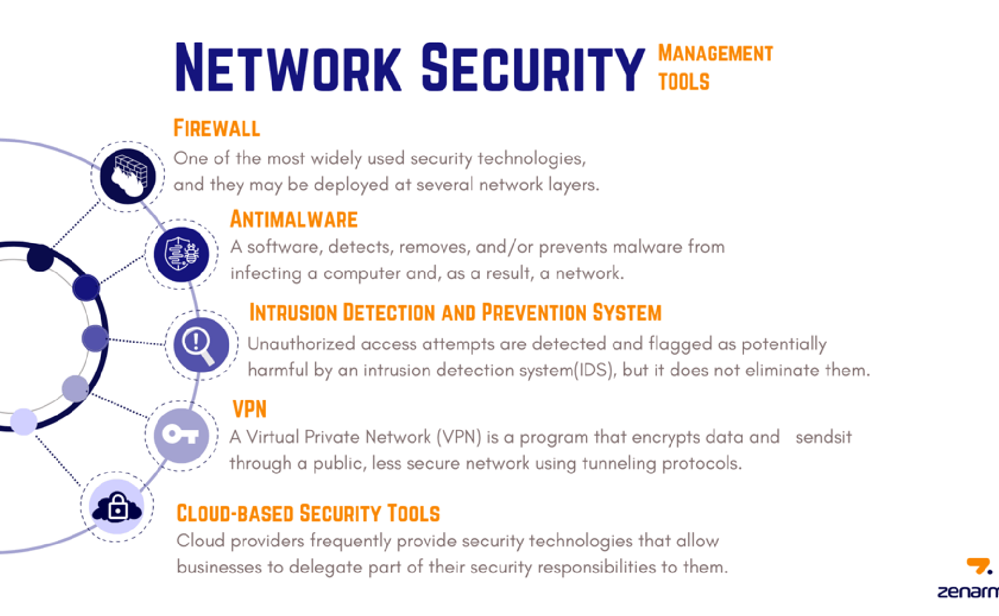 NETWORK SECURITY MANAGEMENT TOOLS
FIREWALL
One of the most widely used security technologies,
and they may be deployed at several network layers.
ANTIMALWARE
A software, detects, removes, and/or prevents malware from
infecting a computer and, as a result, a network.
INTRUSION DETECTION AND PREVENTION SYSTEM
Unauthorized access attempts are detected and flagged as potentially
harmful by an intrusion detection system(IDS), but it does not eliminate them.
VPN
A Virtual Private Network (VPN) is a program that encrypts data and sendsit
through a public, less secure network using tunneling protocols.
CLOUD-BASED SECURITY TOOLS
Cloud providers frequently provide security technologies that allow
businesses to delegate part of their security responsibilities to them.